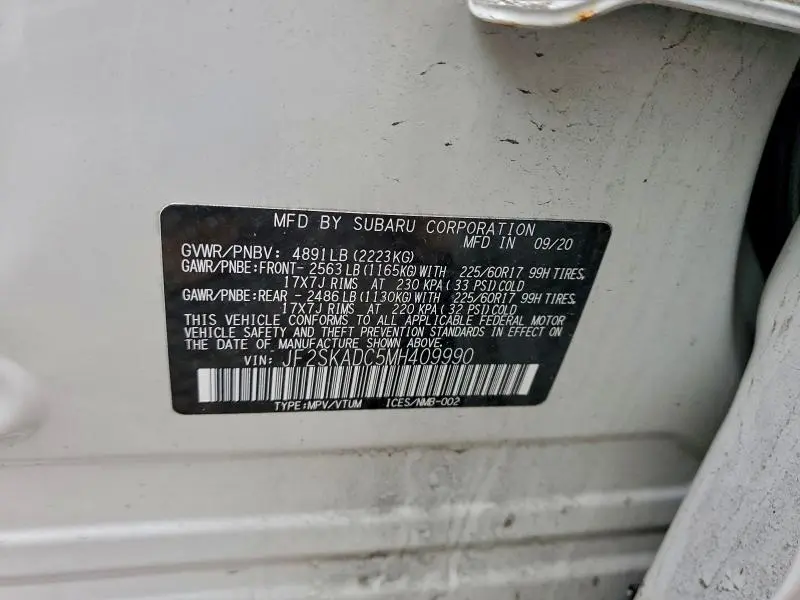 MFD BY SUBARU CORPORATION
MFD IN 09/20
GVWR/PNBV: 4891LB(2223KG)
GAWR/PNBE:FRONT- 2563LB(1165KG)WITH 225/60R17 99H TIRES,
17X7J RIMS AT 230 KPA(33 PSI)COLD
GAWR/PNBE:REAR - 2486LB(1130KG)WITH 225/60R17 99H TIRES,
17X7J RIMS AT 220 KPA(32 PSI)COLD
THIS VEHICLE CONFORMS TO ALL APPLICABLE FEDERAL MOTOR
VEHICLE SAFETY AND THEFT PREVENTION STANDARDS IN EFFECT ON
THE DATE OF MANUFACTURE SHOWN ABOVE.
VIN: JF2SKADC5MH409990
TYPE:MPV/VTUM ICES/NMB-002